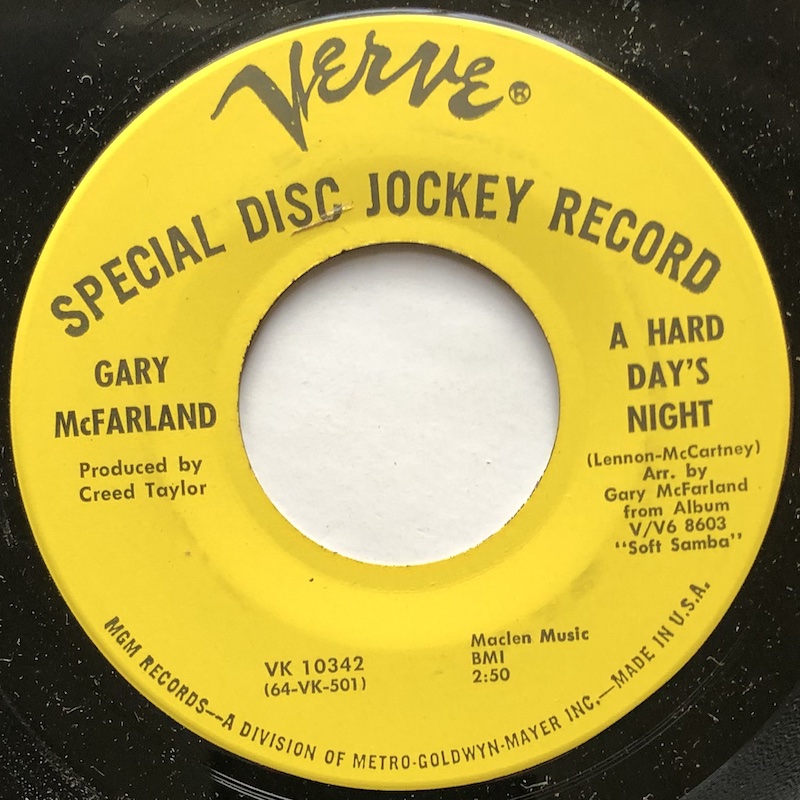 Verve®
SPECIAL DISC JOCKEY RECORD
GARY
McFARLAND
Produced by
Creed Taylor
A HARD
DAY'S
NIGHT
(Lennon-McCartney)
Arr. by
Gary McFarland
from Album
V/V6 8603
"Soft Samba"
VK 10342
(64-VK-501)
Maclen Music
BMI
2:50
MGM RECORDS—A DIVISION OF METRO-GOLDWYN-MAYER INC.—MADE IN U.S.A.